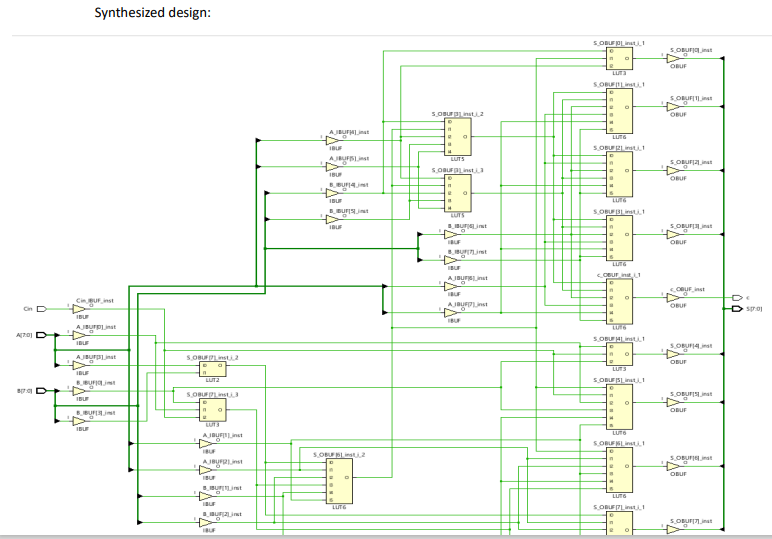 Synthesized design:
S_OBUF[0]_inst_i_1
S_OBUF[0]_inst
LUT3
OBUF
S_OBUF[1]_inst_i_1
S_OBUF[1]_inst
OBUF
LUT6
S_OBUF[3]_inst_i_2
LUT5
A_IBUF[4]_inst
IBUF
A_IBUF[5]_inst
IBUF
S_OBUF[2]_inst_i_1
S_OBUF[2]_inst
OBUF
LUT6
S_OBUF[3]_inst_i_3
LUT5
B_IBUF[4]_inst
IBUF
B_IBUF[5]_inst
IBUF
S_OBUF[3]_inst_i_1
S_OBUF[3]_inst
OBUF
LUT6
B_IBUF[6]_inst
IBUF
B_IBUF[7]_inst
IBUF
A_IBUF[6]_inst
IBUF
A_IBUF[7]_inst
IBUF
c_OBUF_inst_i_1
c_OBUF_inst
OBUF
LUT6
c
S[7:0]
Cin
Cin_IBUF_inst
IBUF
A[7:0]
A_IBUF[0]_inst
IBUF
A_IBUF[3]_inst
IBUF
B[7:0]
B_IBUF[0]_inst
IBUF
B_IBUF[3]_inst
IBUF
S_OBUF[7]_inst_i_2
LUT2
S_OBUF[7]_inst_i_3
LUT3
S_OBUF[4]_inst_i_1
S_OBUF[4]_inst
OBUF
LUT3
S_OBUF[5]_inst_i_1
S_OBUF[5]_inst
OBUF
LUT6
A_IBUF[1]_inst
IBUF
A_IBUF[2]_inst
IBUF
B_IBUF[1]_inst
IBUF
B_IBUF[2]_inst
IBUF
S_OBUF[6]_inst_i_2
LUT6
S_OBUF[6]_inst_i_1
S_OBUF[6]_inst
OBUF
LUT6
S_OBUF[7]_inst_i_1
S_OBUF[7]_inst
OBUF